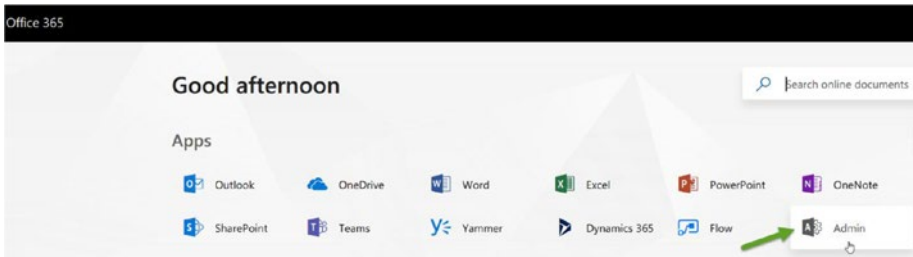 Office 365
Good afternoon
Search online documents
Apps
Outlook OneDrive Word Excel PowerPoint OneNote
SharePoint Teams Yammer Dynamics 365 Flow Admin